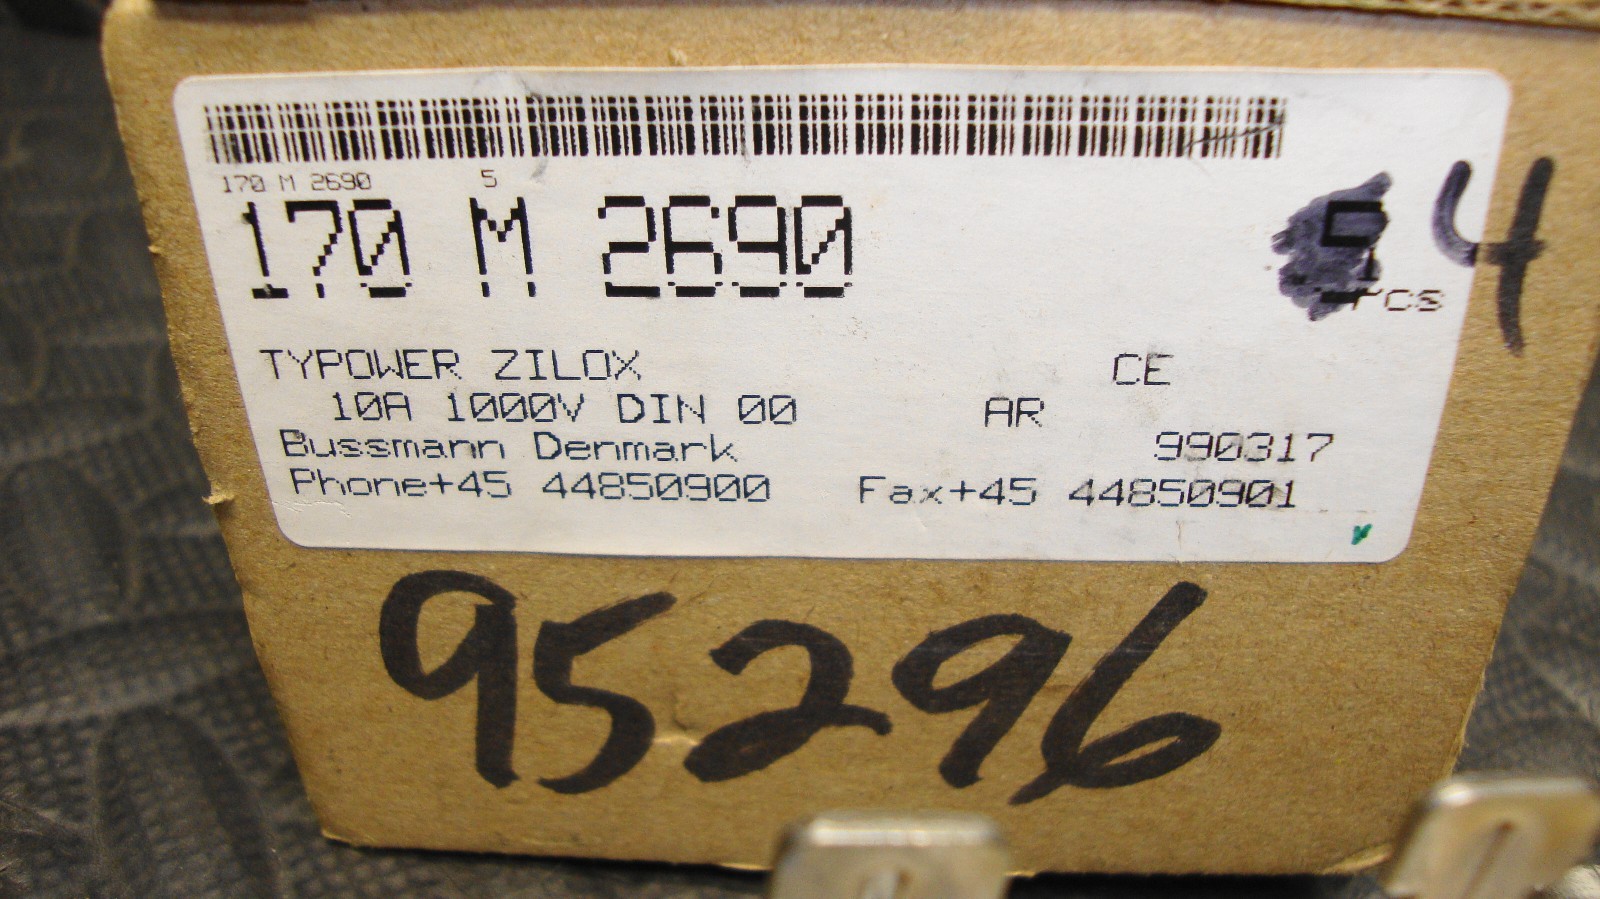 170 M 2690 5
170 M 2690 4
Pcs
TYPOWER ZILOX CE
10A 1000V DIN 00 AR
Bussmann Denmark 990317
Phone+45 44850900 Fax+45 44850901
95296